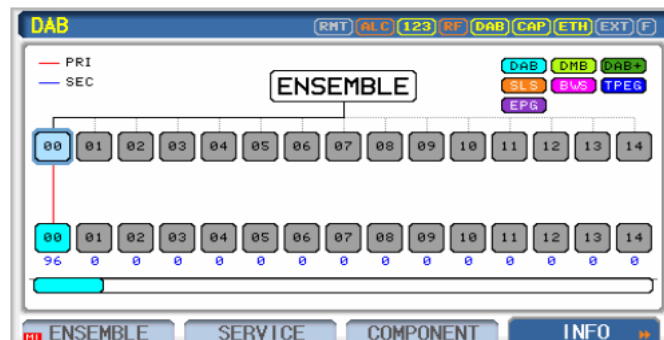 DAB RMT ALC 123 RF DAB CAP ETH EXT F
PRI
SEC
ENSEMBLE
DAB DMB DAB+
SLS BWS TPEG
EPG
00 01 02 03 04 05 06 07 08 09 10 11 12 13 14
00 01 02 03 04 05 06 07 08 09 10 11 12 13 14
96 0 0 0 0 0 0 0 0 0 0 0 0 0 0
M1 ENSEMBLE SERVICE COMPONENT INFO